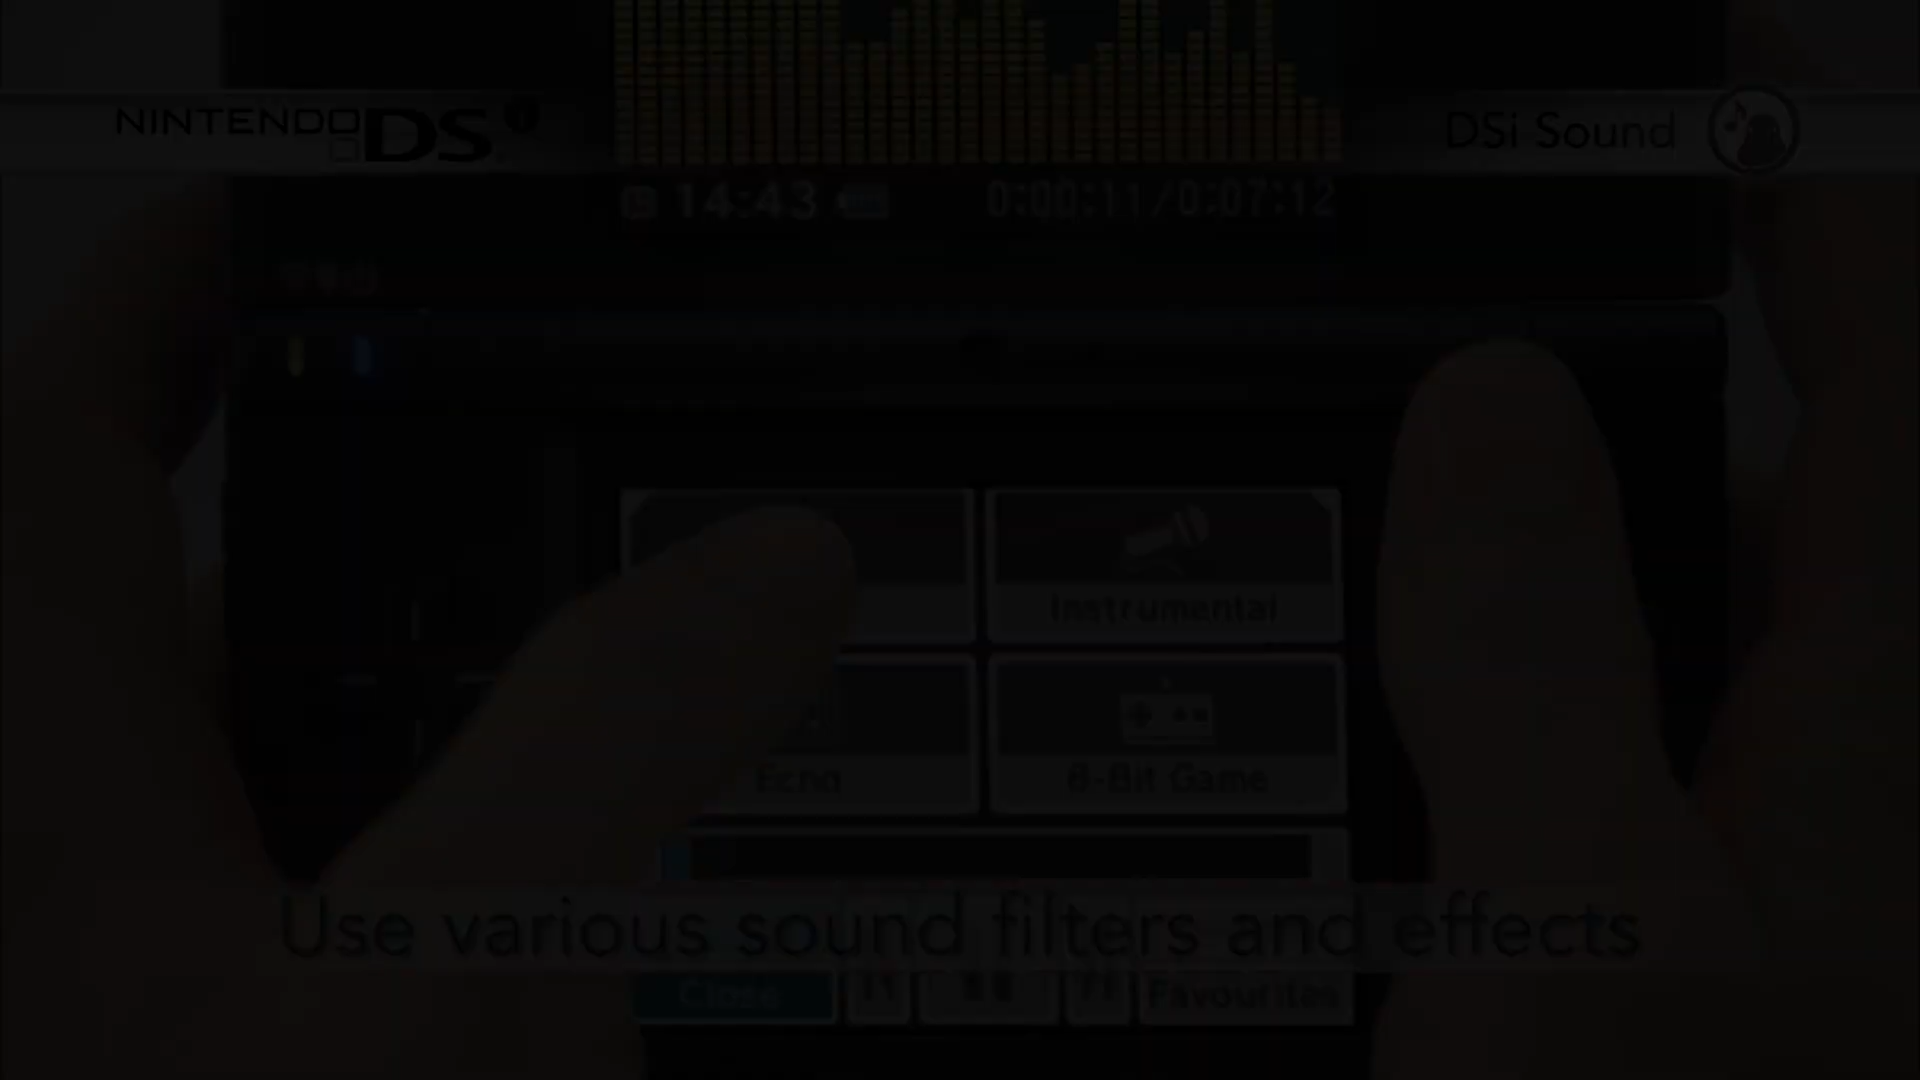 NINTENDO DSi
DSi Sound
14:43
0:00:11/0:07:12
Instrumental
Echo
8-Bit Game
Use various sound filters and effects
Close
Favourites